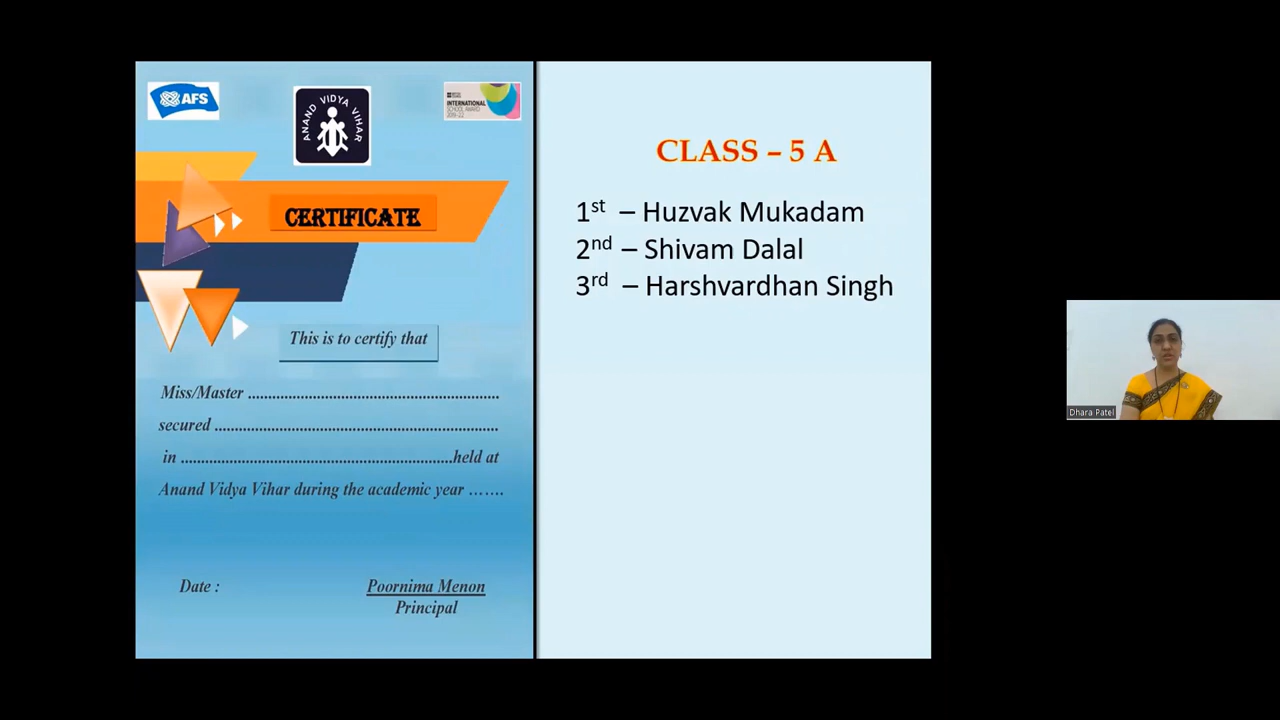 AFS
ANAND VIDYA VIHAR
INTERNATIONAL
SCHOOL AWARD
CERTIFICATE
This is to certify that
Miss/Master ..............................................................
secured .....................................................................
in ...................................................................held at
Anand Vidya Vihar during the academic year …….
Date :
Poornima Menon
Principal
CLASS – 5 A
1st – Huzvak Mukadam
2nd – Shivam Dalal
3rd – Harshvardhan Singh
Dhara Patel